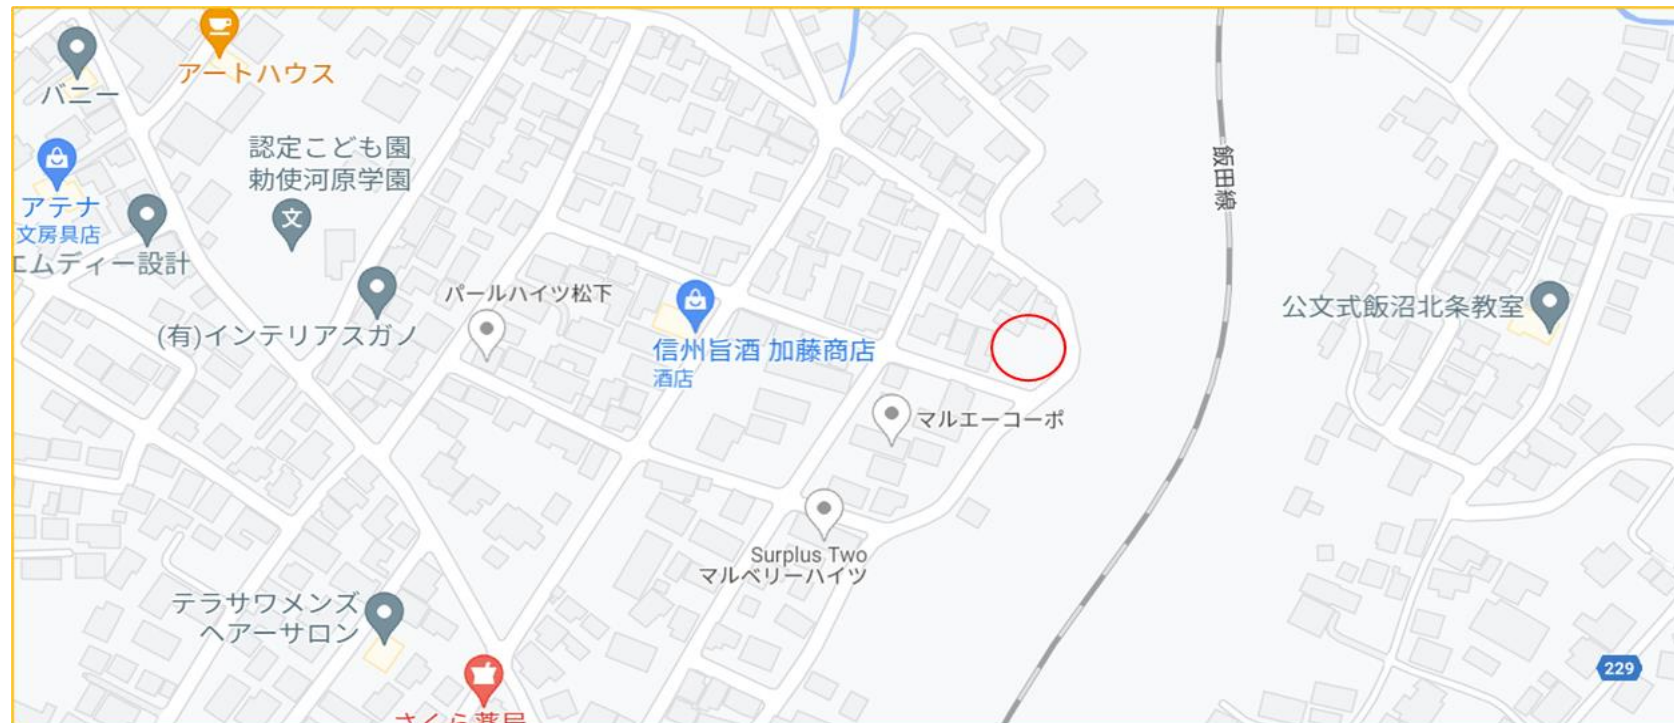 アートハウス
バニー
認定こども園
勅使河原学園
飯田線
アテナ
文房具店
エムディー設計
パールハイツ松下
(有)インテリアスガノ
信州旨酒 加藤商店
酒店
公文式飯沼北条教室
マルエーコーポ
Surplus Two
マルベリーハイツ
テラサワメンズ
ヘアーサロン
229
さくら薬局